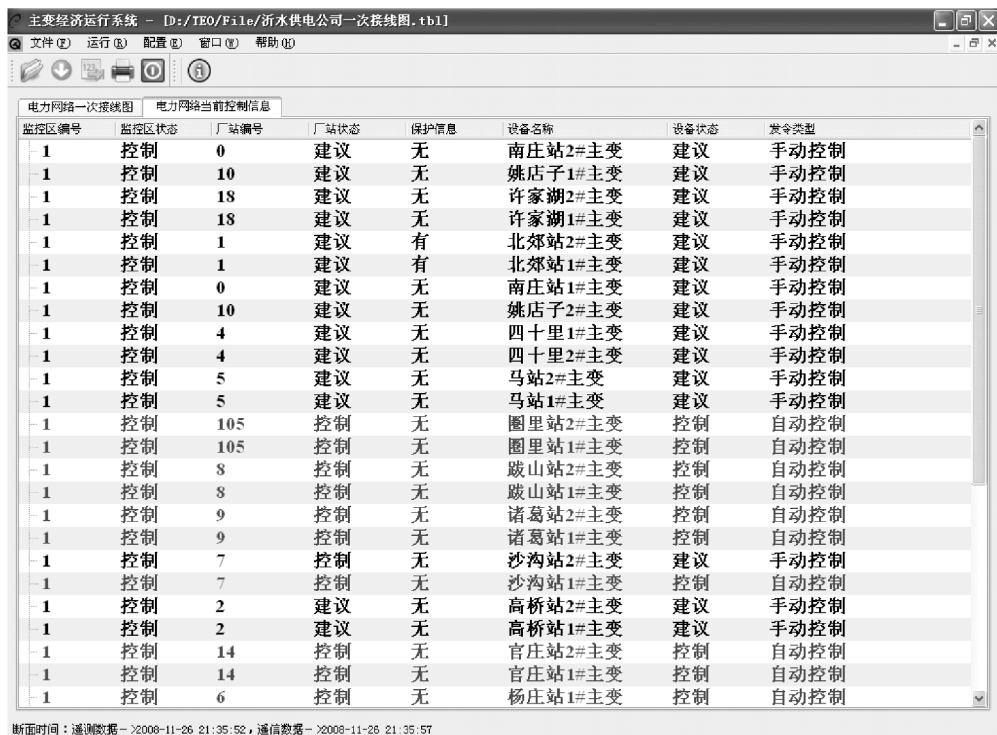 主变经济运行系统 - [D:/TEO/File/沂水供电公司一次接线图.tbl]
文件(F) 运行(R) 配置(E) 窗口(W) 帮助(H)
电力网络一次接线图 电力网络当前控制信息
监控区编号 监控区状态 厂站编号 厂站状态 保护信息 设备名称 设备状态 发令类型
1 控制 0 建议 无 南庄站2#主变 建议 手动控制
1 控制 10 建议 无 姚店子1#主变 建议 手动控制
1 控制 18 建议 无 许家湖2#主变 建议 手动控制
1 控制 18 建议 无 许家湖1#主变 建议 手动控制
1 控制 1 建议 有 北郊站2#主变 建议 手动控制
1 控制 1 建议 有 北郊站1#主变 建议 手动控制
1 控制 0 建议 无 南庄站1#主变 建议 手动控制
1 控制 10 建议 无 姚店子2#主变 建议 手动控制
1 控制 4 建议 无 四十里1#主变 建议 手动控制
1 控制 4 建议 无 四十里2#主变 建议 手动控制
1 控制 5 建议 无 马站2#主变 建议 手动控制
1 控制 5 建议 无 马站1#主变 建议 手动控制
1 控制 105 控制 无 圈里站2#主变 控制 自动控制
1 控制 105 控制 无 圈里站1#主变 控制 自动控制
1 控制 8 控制 无 跋山站2#主变 控制 自动控制
1 控制 8 控制 无 跋山站1#主变 控制 自动控制
1 控制 9 控制 无 诸葛站2#主变 控制 自动控制
1 控制 9 控制 无 诸葛站1#主变 控制 自动控制
1 控制 7 控制 无 沙沟站2#主变 建议 手动控制
1 控制 7 控制 无 沙沟站1#主变 控制 自动控制
1 控制 2 建议 无 高桥站2#主变 建议 手动控制
1 控制 2 建议 无 高桥站1#主变 建议 手动控制
1 控制 14 控制 无 官庄站2#主变 控制 自动控制
1 控制 14 控制 无 官庄站1#主变 控制 自动控制
1 控制 6 控制 无 杨庄站1#主变 控制 自动控制
断面时间：遥测数据->2008-11-26 21:35:52，遥信数据->2008-11-26 21:35:57